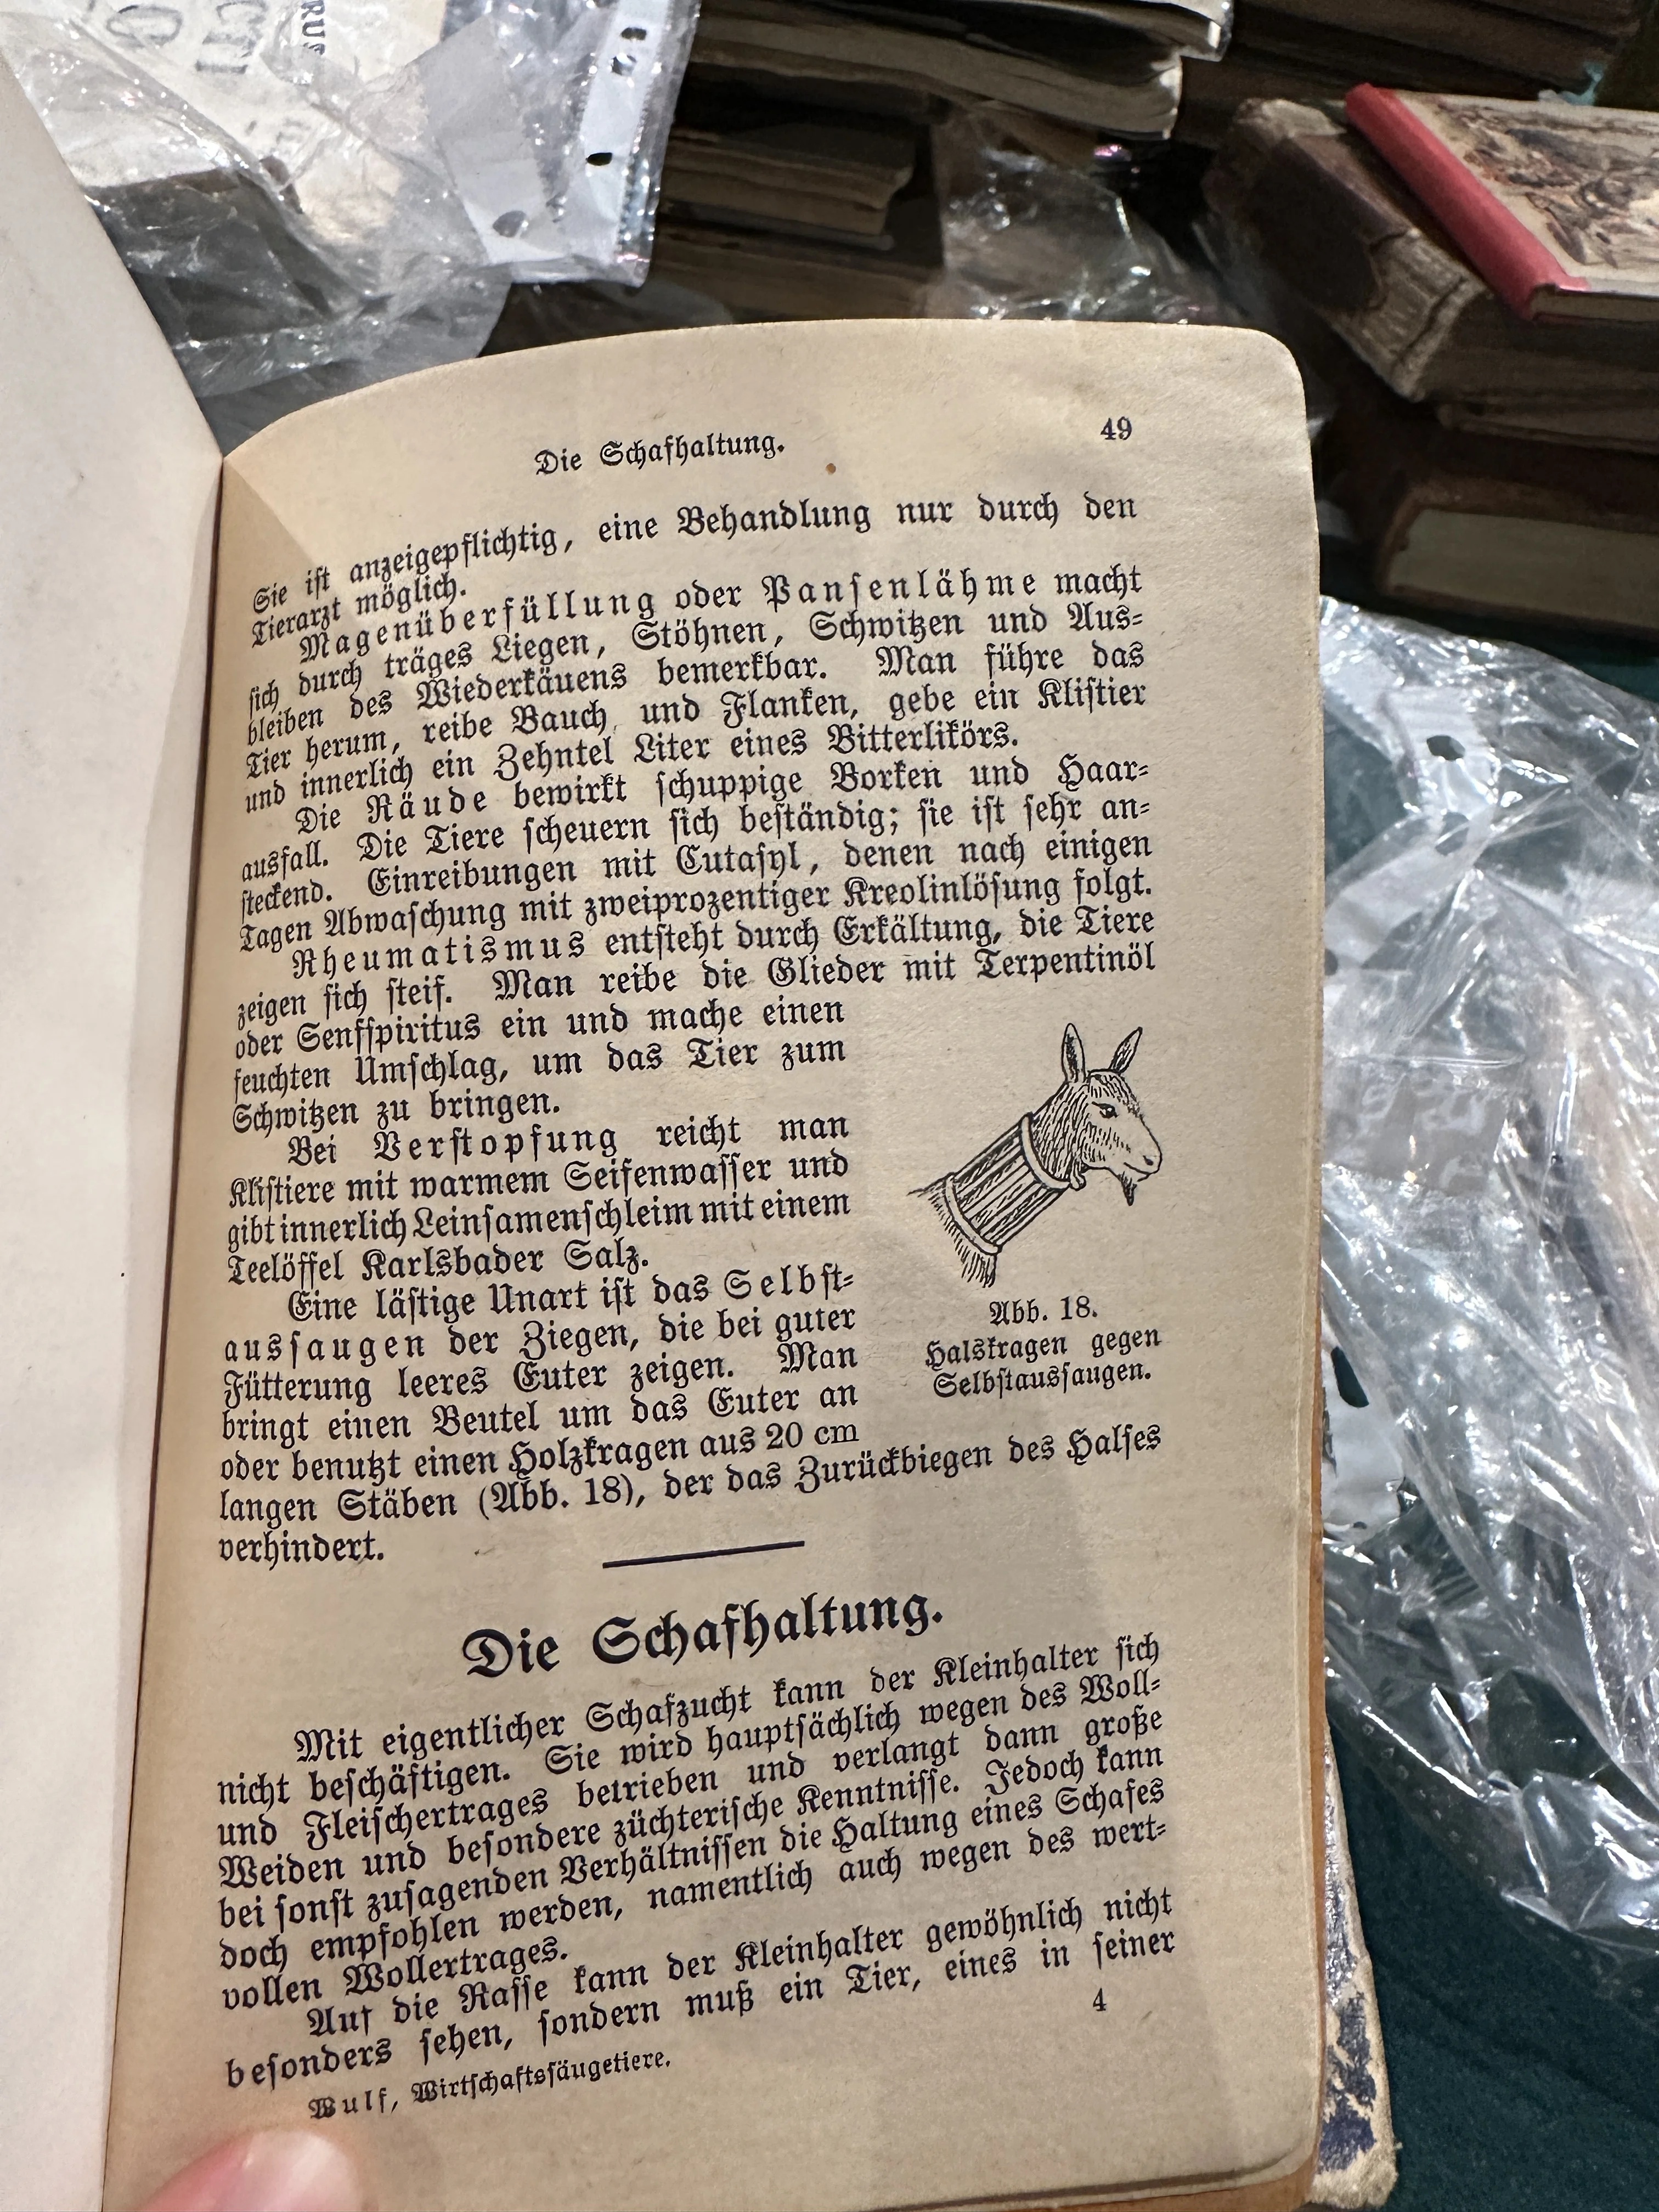 RUS
Die Schafhaltung.
49
Sie ist anzeigepflichtig, eine Behandlung nur durch den
Tierarzt möglich.
Magenüberfüllung oder Pansenlähme macht
sich durch träges Liegen, Stöhnen, Schwitzen und Aus-
bleiben des Wiederkäuens bemerkbar. Man führe das
Tier herum, reibe Bauch und Flanken, gebe ein Klistier
und innerlich ein Zehntel Liter eines Bitterlikörs.
Die Räude bewirkt schuppige Borken und Haar-
ausfall. Die Tiere scheuern sich beständig; sie ist sehr an-
steckend. Einreibungen mit Cutasyl, denen nach einigen
Tagen Abwaschung mit zweiprozentiger Kreolinlösung folgt.
Rheumatismus entsteht durch Erkältung, die Tiere
zeigen sich steif. Man reibe die Glieder mit Terpentinöl
oder Senfspiritus ein und mache einen
feuchten Umschlag, um das Tier zum
Schwitzen zu bringen.
Bei Verstopfung reicht man
Klistiere mit warmem Seifenwasser und
gibt innerlich Leinsamenschleim mit einem
Teelöffel Karlsbader Salz.
Eine lästige Unart ist das Selbst-
aussaugen der Ziegen, die bei guter
Fütterung leeres Euter zeigen. Man
bringt einen Beutel um das Euter an
oder benutzt einen Holzkragen aus 20 cm
langen Stäben (Abb. 18), der das Zurückbiegen des Halses
verhindert.
Abb. 18.
Halskragen gegen
Selbstaussaugen.
Die Schafhaltung.
Mit eigentlicher Schafzucht kann der Kleinhalter sich
nicht beschäftigen. Sie wird hauptsächlich wegen des Woll-
und Fleischertrages betrieben und verlangt dann große
Weiden und besondere züchterische Kenntnisse. Jedoch kann
bei sonst zusagenden Verhältnissen die Haltung eines Schafes
doch empfohlen werden, namentlich auch wegen des wert-
vollen Wollertrages.
Auf die Rasse kann der Kleinhalter gewöhnlich nicht
besonders sehen, sondern muß ein Tier, eines in seiner
Wulf, Wirtschaftssäugetiere.
4